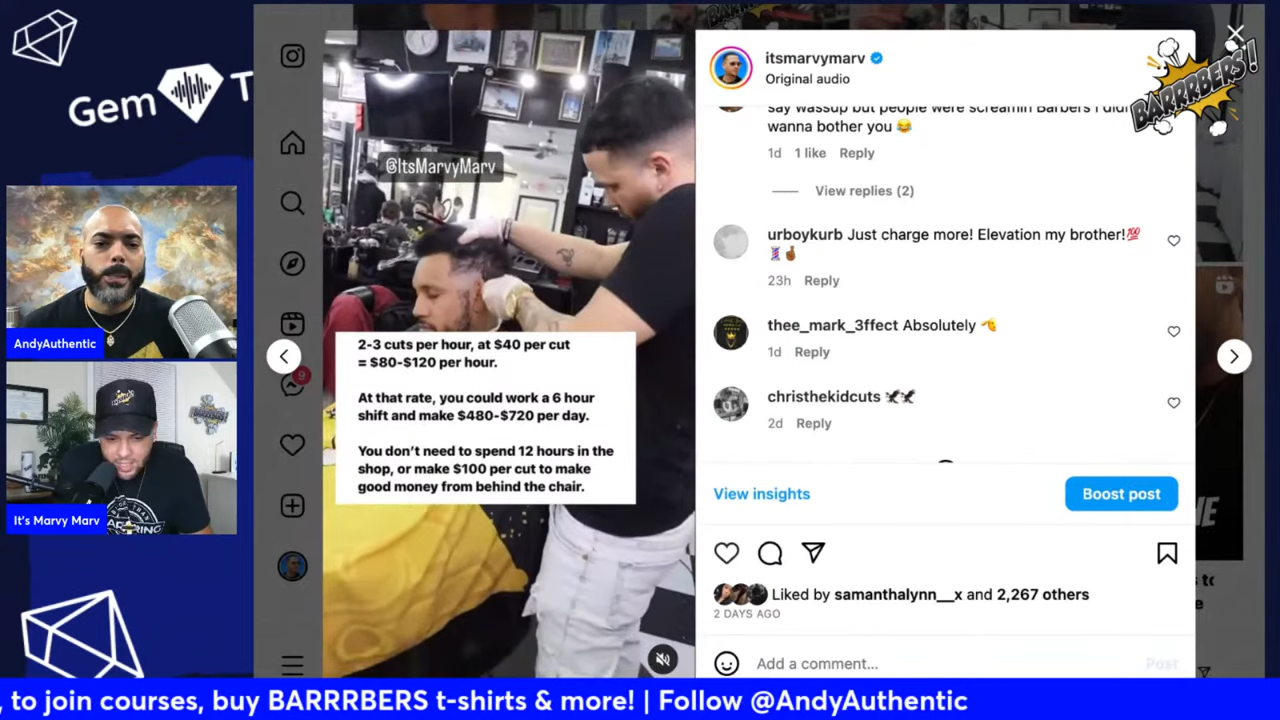 Gem T
AndyAuthentic
It's Marvy Marv
@ItsMarvyMarv
2-3 cuts per hour, at $40 per cut
= $80-$120 per hour.
At that rate, you could work a 6 hour
shift and make $480-$720 per day.
You don't need to spend 12 hours in the
shop, or make $100 per cut to make
good money from behind the chair.
9
itsmarvymarv
Original audio
BARRRBERS!
say wassup but people were screamin Barbers I didn
wanna bother you 😂
1d 1 like Reply
View replies (2)
urboykurb Just charge more! Elevation my brother!💯
💈👆🏾
23h Reply
thee_mark_3ffect Absolutely
1d Reply
christhekidcuts
2d Reply
View insights
Boost post
Liked by samanthalynn__x and 2,267 others
2 DAYS AGO
Add a comment...
Post
, to join courses, buy BARRRBERS t-shirts & more! | Follow @AndyAuthentic